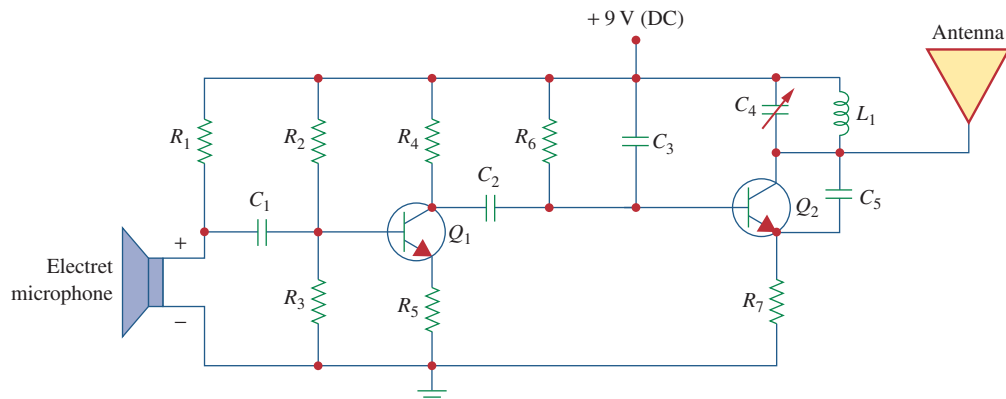 + 9 V (DC)
Antenna
C4
L1
R1
R2
R4
R6
C3
C2
C1
Q1
Q2
C5
+
Electret
microphone
R3
R5
R7
−